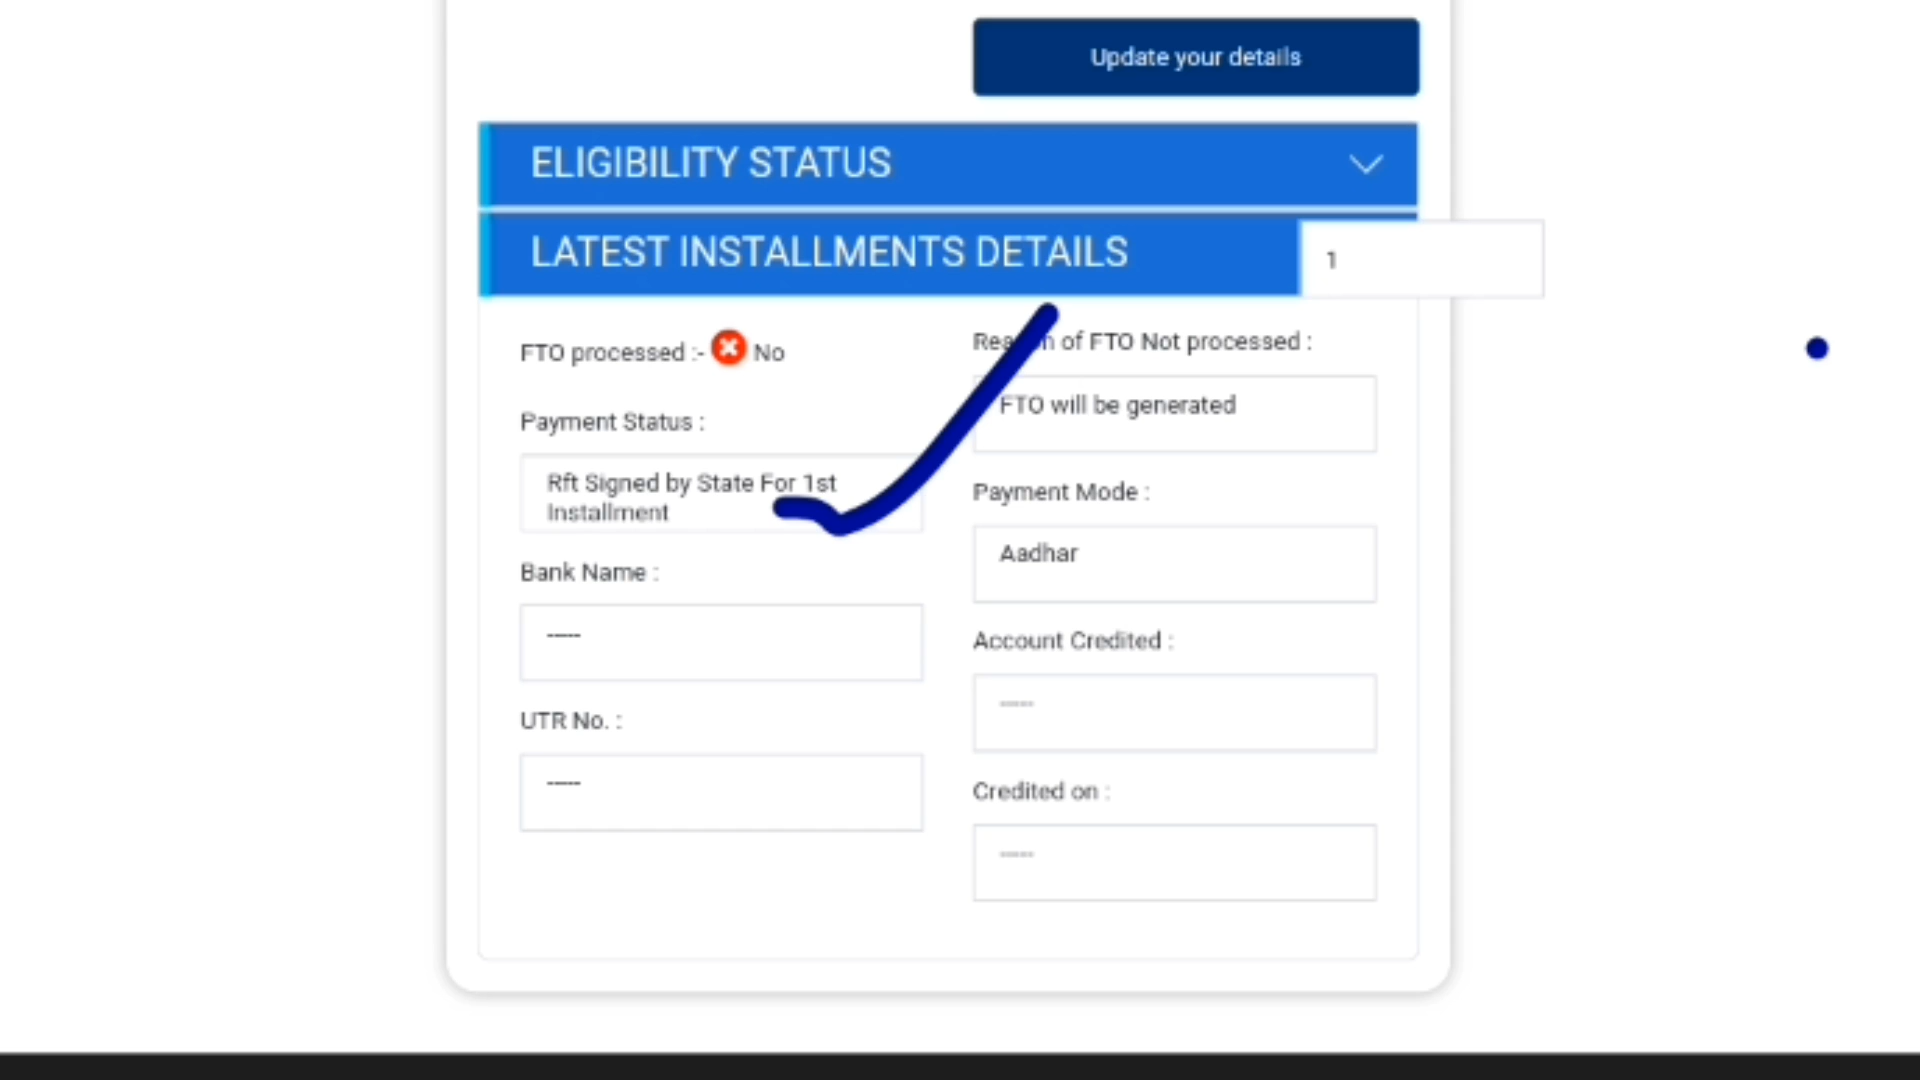 Update your details
ELIGIBILITY STATUS
LATEST INSTALLMENTS DETAILS
1
FTO processed :- No
Payment Status :
Rft Signed by State For 1st
Installment
Bank Name :
-----
UTR No. :
-----
of FTO Not processed :
FTO will be generated
Payment Mode :
Aadhar
Account Credited :
-----
Credited on :
-----